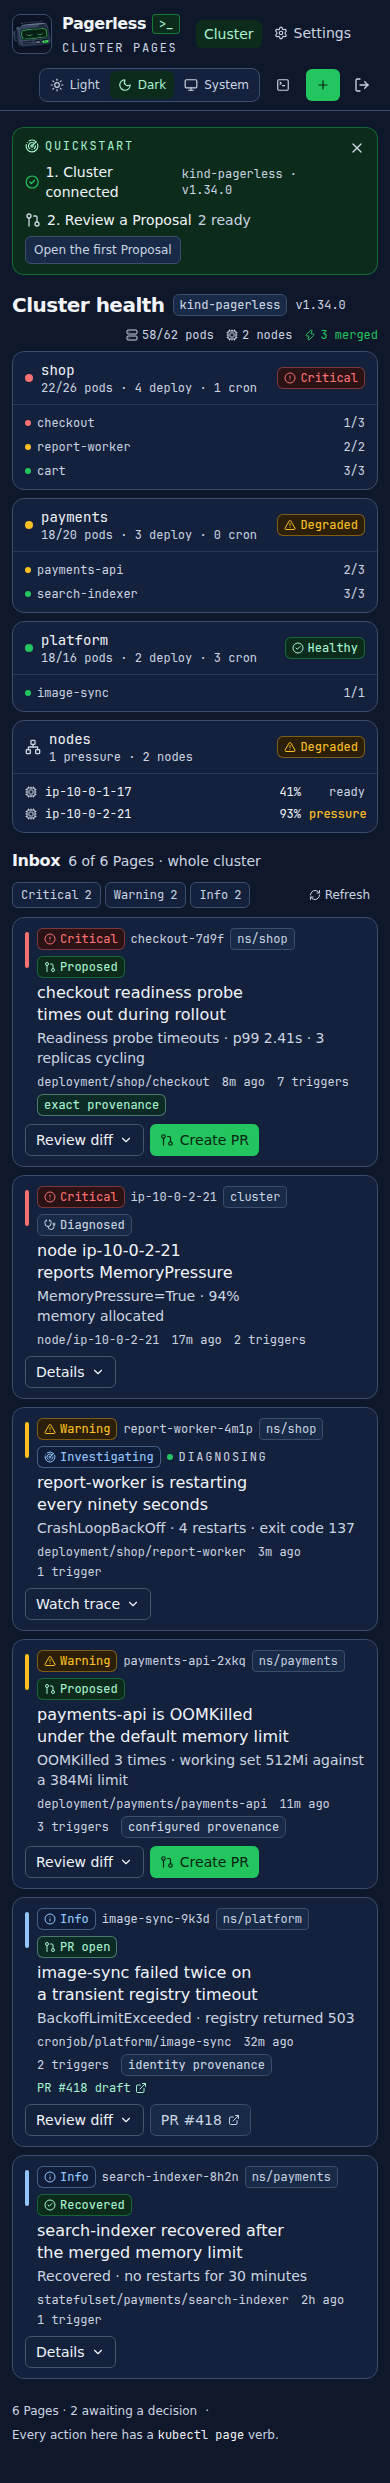 Pagerless >_
CLUSTER PAGES
Cluster
Settings
Light Dark System
QUICKSTART
1. Cluster connected
kind-pagerless · v1.34.0
2. Review a Proposal 2 ready
Open the first Proposal
Cluster health kind-pagerless v1.34.0
58/62 pods 2 nodes 3 merged
shop
22/26 pods · 4 deploy · 1 cron
Critical
checkout 1/3
report-worker 2/2
cart 3/3
payments
18/20 pods · 3 deploy · 0 cron
Degraded
payments-api 2/3
search-indexer 3/3
platform
18/16 pods · 2 deploy · 3 cron
Healthy
image-sync 1/1
nodes
1 pressure · 2 nodes
Degraded
ip-10-0-1-17 41% ready
ip-10-0-2-21 93% pressure
Inbox 6 of 6 Pages · whole cluster
Critical 2 Warning 2 Info 2 Refresh
Critical checkout-7d9f ns/shop
Proposed
checkout readiness probe
times out during rollout
Readiness probe timeouts · p99 2.41s · 3
replicas cycling
deployment/shop/checkout 8m ago 7 triggers
exact provenance
Review diff Create PR
Critical ip-10-0-2-21 cluster
Diagnosed
node ip-10-0-2-21
reports MemoryPressure
MemoryPressure=True · 94%
memory allocated
node/ip-10-0-2-21 17m ago 2 triggers
Details
Warning report-worker-4m1p ns/shop
Investigating DIAGNOSING
report-worker is restarting
every ninety seconds
CrashLoopBackOff · 4 restarts · exit code 137
deployment/shop/report-worker 3m ago
1 trigger
Watch trace
Warning payments-api-2xkq ns/payments
Proposed
payments-api is OOMKilled
under the default memory limit
OOMKilled 3 times · working set 512Mi against
a 384Mi limit
deployment/payments/payments-api 11m ago
3 triggers configured provenance
Review diff Create PR
Info image-sync-9k3d ns/platform
PR open
image-sync failed twice on
a transient registry timeout
BackoffLimitExceeded · registry returned 503
cronjob/platform/image-sync 32m ago
2 triggers identity provenance
PR #418 draft
Review diff PR #418
Info search-indexer-8h2n ns/payments
Recovered
search-indexer recovered after
the merged memory limit
Recovered · no restarts for 30 minutes
statefulset/payments/search-indexer 2h ago
1 trigger
Details
6 Pages · 2 awaiting a decision ·
Every action here has a kubectl page verb.